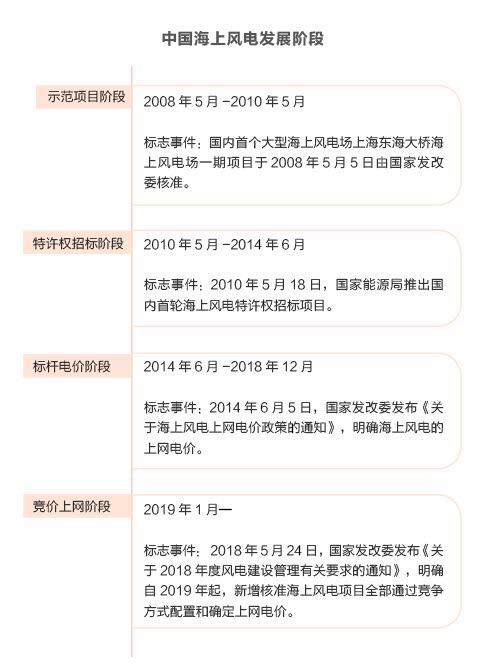 中国海上风电发展阶段
示范项目阶段
2008 年 5 月 –2010 年 5 月
标志事件：国内首个大型海上风电场上海东海大桥海
上风电场一期项目于 2008 年 5 月 5 日由国家发改
委核准。
特许权招标阶段
2010 年 5 月 –2014 年 6 月
标志事件：2010 年 5 月 18 日，国家能源局推出国
内首轮海上风电特许权招标项目。
标杆电价阶段
2014 年 6 月 –2018 年 12 月
标志事件：2014 年 6 月 5 日，国家发改委发布《关
于海上风电上网电价政策的通知》，明确海上风电的
上网电价。
竞价上网阶段
2019 年 1 月—
标志事件： 2018 年 5 月 24 日，国家发改委发布《关
于 2018 年度风电建设管理有关要求的通知》，明确
自 2019 年起，新增核准海上风电项目全部通过竞争
方式配置和确定上网电价。